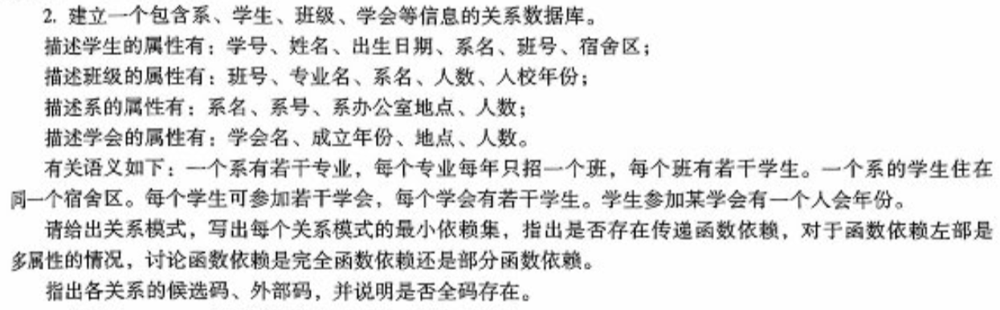 2. 建立一个包含系、学生、班级、学会等信息的关系数据库。
描述学生的属性有：学号、姓名、出生日期、系名、班号、宿舍区；
描述班级的属性有：班号、专业名、系名、人数、入校年份；
描述系的属性有：系名、系号、系办公室地点、人数；
描述学会的属性有：学会名、成立年份、地点、人数。
有关语义如下：一个系有若干专业，每个专业每年只招一个班，每个班有若干学生。一个系的学生住在
同一个宿舍区。每个学生可参加若干学会，每个学会有若干学生。学生参加某学会有一个入会年份。
请给出关系模式，写出每个关系模式的最小依赖集，指出是否存在传递函数依赖，对于函数依赖左部是
多属性的情况，讨论函数依赖是完全函数依赖还是部分函数依赖。
指出各关系的候选码、外部码，并说明是否全码存在。